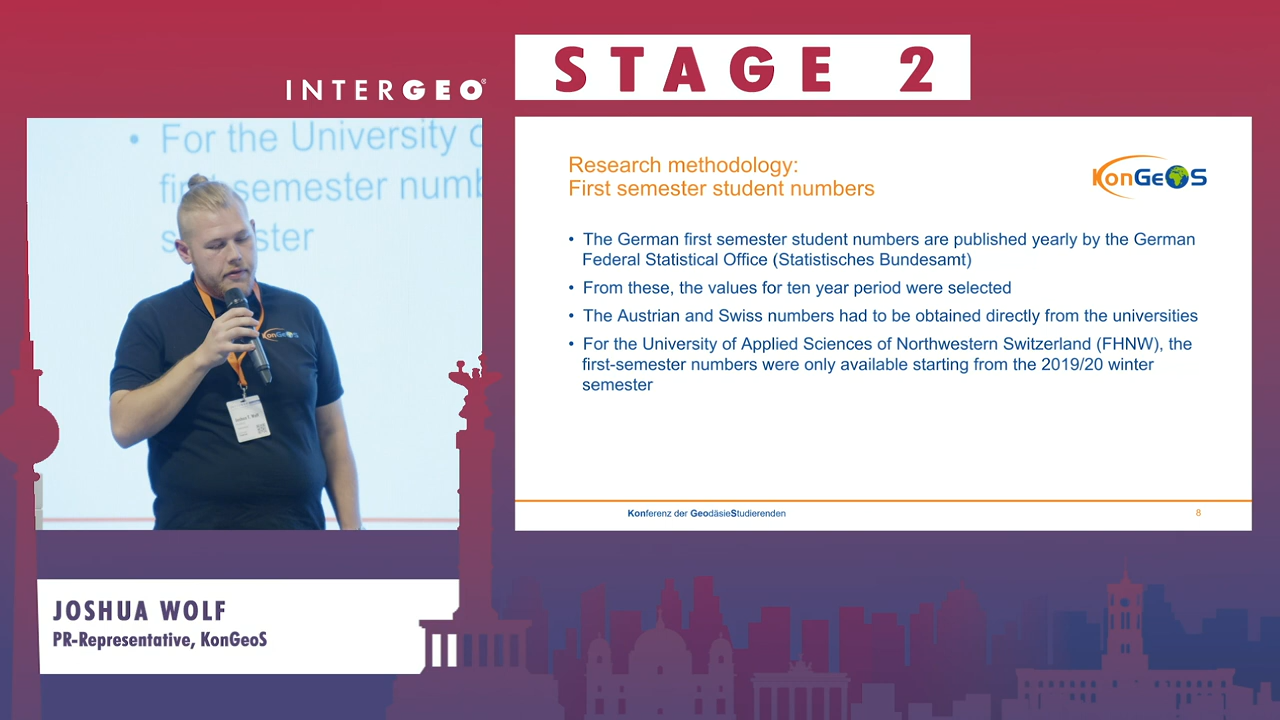 STAGE 2
INTERGEO®
For the University
first-semester numb
semester
KonGeoS
Research methodology:
First semester student numbers
KonGeoS
• The German first semester student numbers are published yearly by the German
Federal Statistical Office (Statistisches Bundesamt)
• From these, the values for ten year period were selected
• The Austrian and Swiss numbers had to be obtained directly from the universities
• For the University of Applied Sciences of Northwestern Switzerland (FHNW), the
first-semester numbers were only available starting from the 2019/20 winter
semester
Konferenz der GeodäsieStudierenden
8
JOSHUA WOLF
PR-Representative, KonGeoS